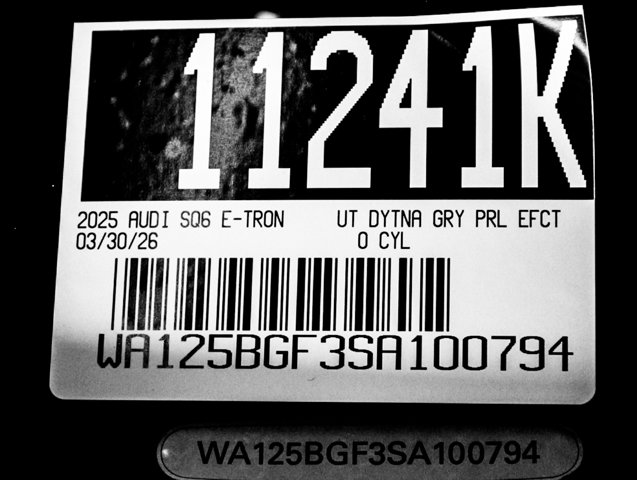 11241K
2025 AUDI SQ6 E-TRON UT DYTNA GRY PRL EFCT
03/30/26 0 CYL
WA125BGF3SA100794
WA125BGF3SA100794